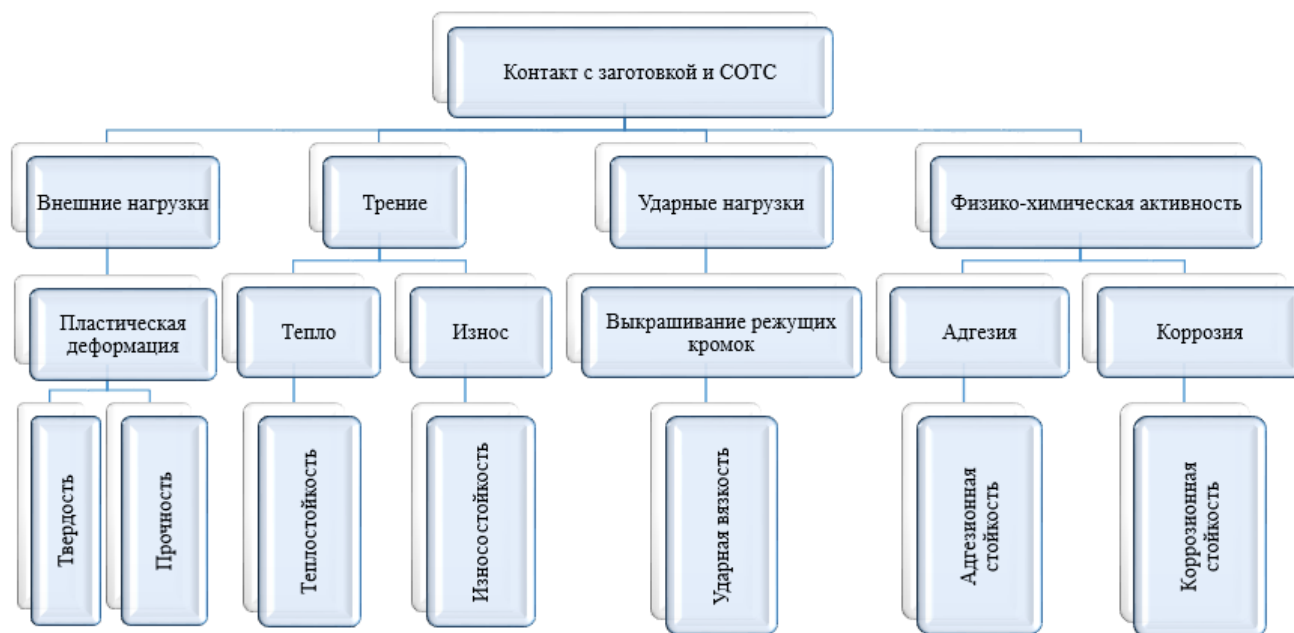 Контакт с заготовкой и СОТС
Внешние нагрузки
Трение
Ударные нагрузки
Физико-химическая активность
Пластическая
деформация
Тепло
Износ
Выкрашивание режущих
кромок
Адгезия
Коррозия
Твердость
Прочность
Теплостойкость
Износостойкость
Ударная вязкость
Адгезионная
стойкость
Коррозионная
стойкость